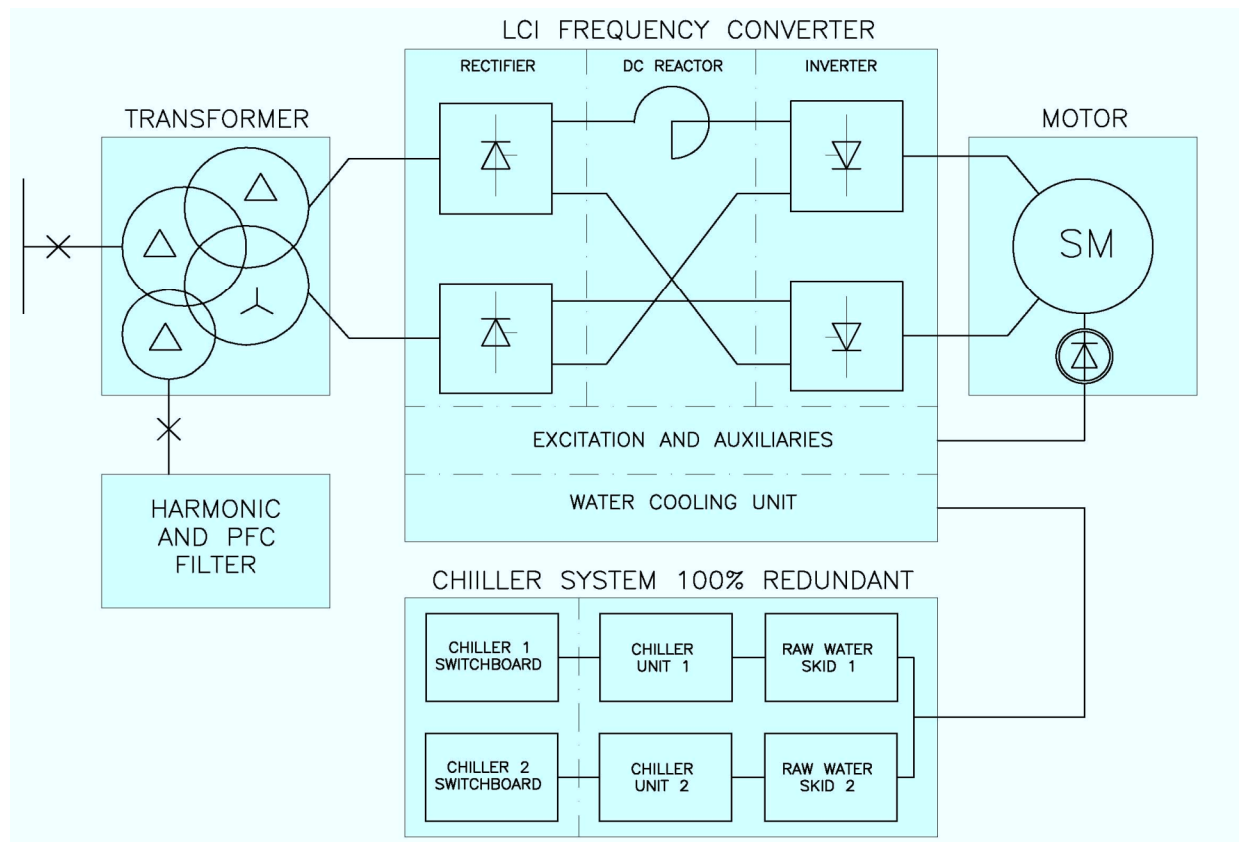 LCI FREQUENCY CONVERTER
RECTIFIER
DC REACTOR
INVERTER
TRANSFORMER
MOTOR
SM
EXCITATION AND AUXILIARIES
WATER COOLING UNIT
HARMONIC
AND PFC
FILTER
CHIILLER SYSTEM 100% REDUNDANT
CHILLER 1
SWITCHBOARD
CHILLER
UNIT 1
RAW WATER
SKID 1
CHILLER 2
SWITCHBOARD
CHILLER
UNIT 2
RAW WATER
SKID 2